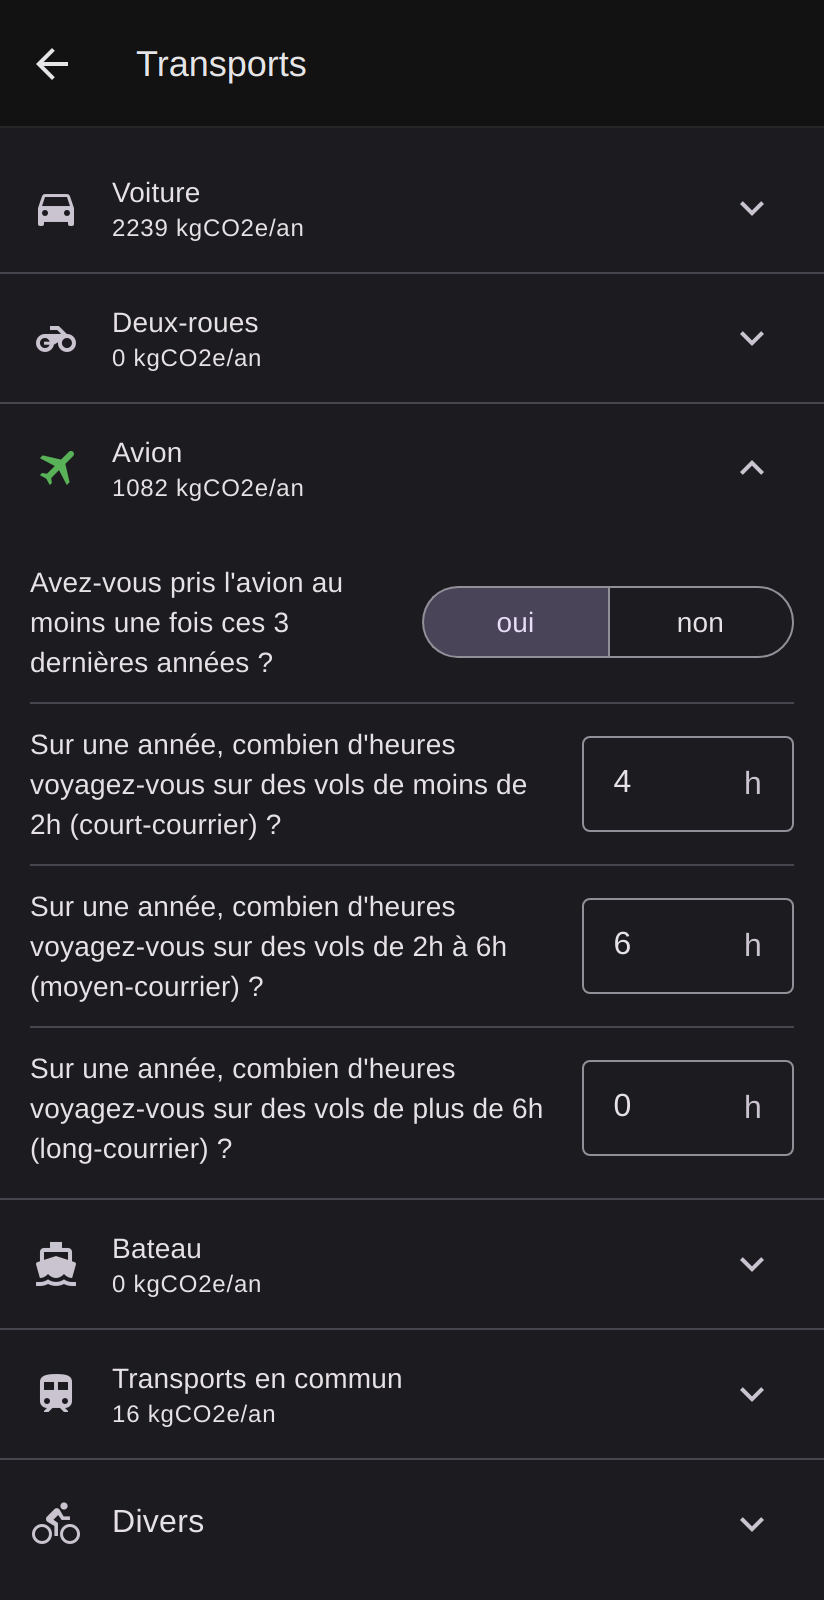 Transports
Voiture
2239 kgCO2e/an
Deux-roues
0 kgCO2e/an
Avion
1082 kgCO2e/an
Avez-vous pris l'avion au
moins une fois ces 3
dernières années ?
oui
non
Sur une année, combien d'heures
voyagez-vous sur des vols de moins de
2h (court-courrier) ?
4 h
Sur une année, combien d'heures
voyagez-vous sur des vols de 2h à 6h
(moyen-courrier) ?
6 h
Sur une année, combien d'heures
voyagez-vous sur des vols de plus de 6h
(long-courrier) ?
0 h
Bateau
0 kgCO2e/an
Transports en commun
16 kgCO2e/an
Divers